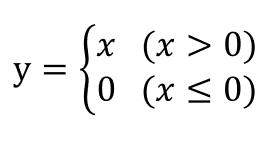 y = {x (x > 0)
0 (x ≤ 0)